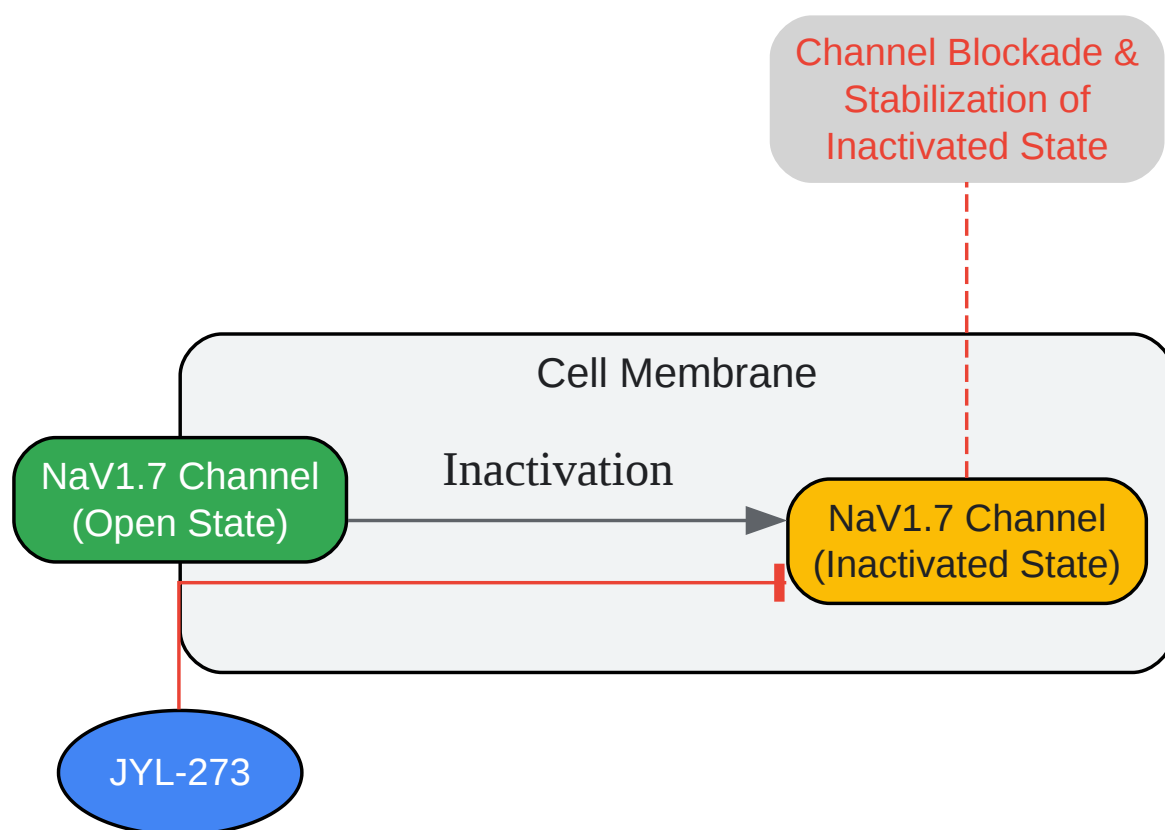 Channel Blockade &
Stabilization of
Inactivated State
Cell Membrane
NaV1.7 Channel
(Open State)
Inactivation
NaV1.7 Channel
(Inactivated State)
JYL-273